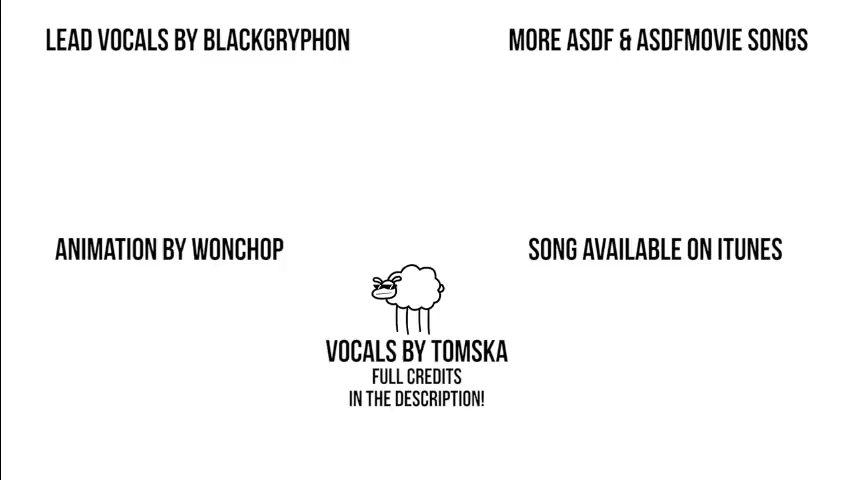 LEAD VOCALS BY BLACKGRYPHON
MORE ASDF & ASDFMOVIE SONGS
ANIMATION BY WONCHOP
SONG AVAILABLE ON ITUNES
VOCALS BY TOMSKA
FULL CREDITS
IN THE DESCRIPTION!